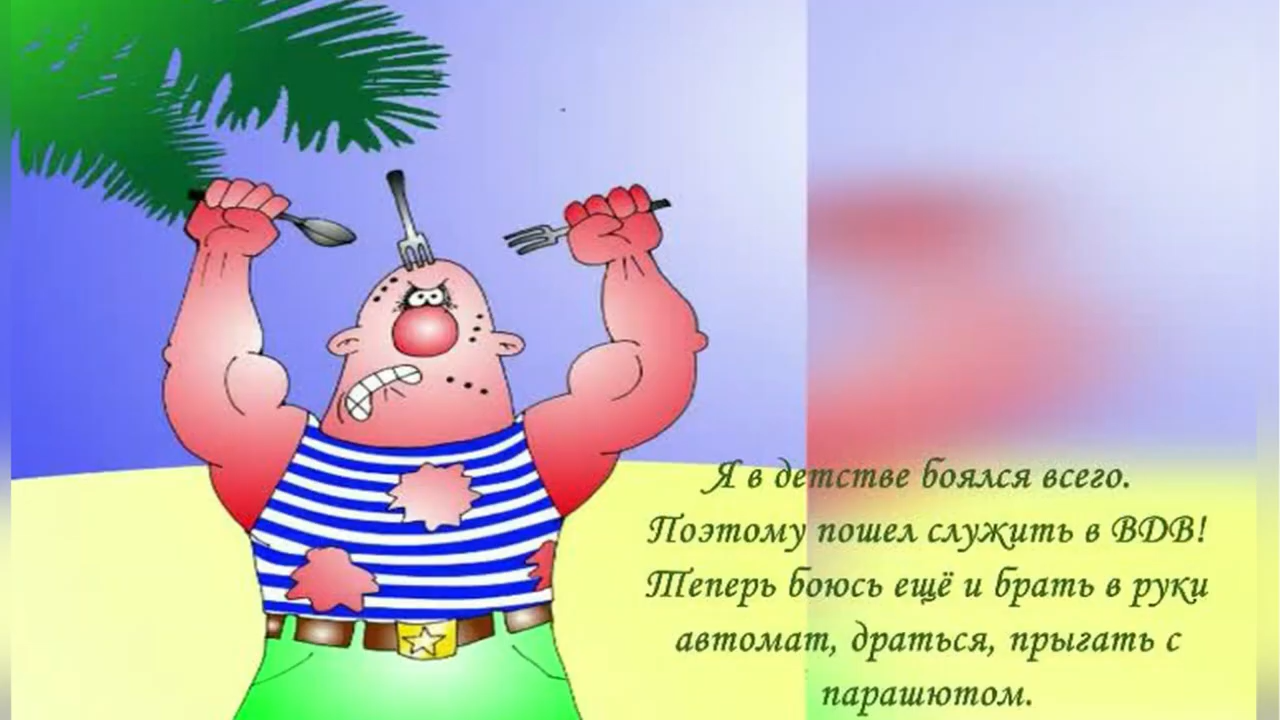 Я в детстве боялся всего.
Поэтому пошел служить в ВДВ!
Теперь боюсь ещё и брать в руки
автомат, драться, прыгать с
парашютом.